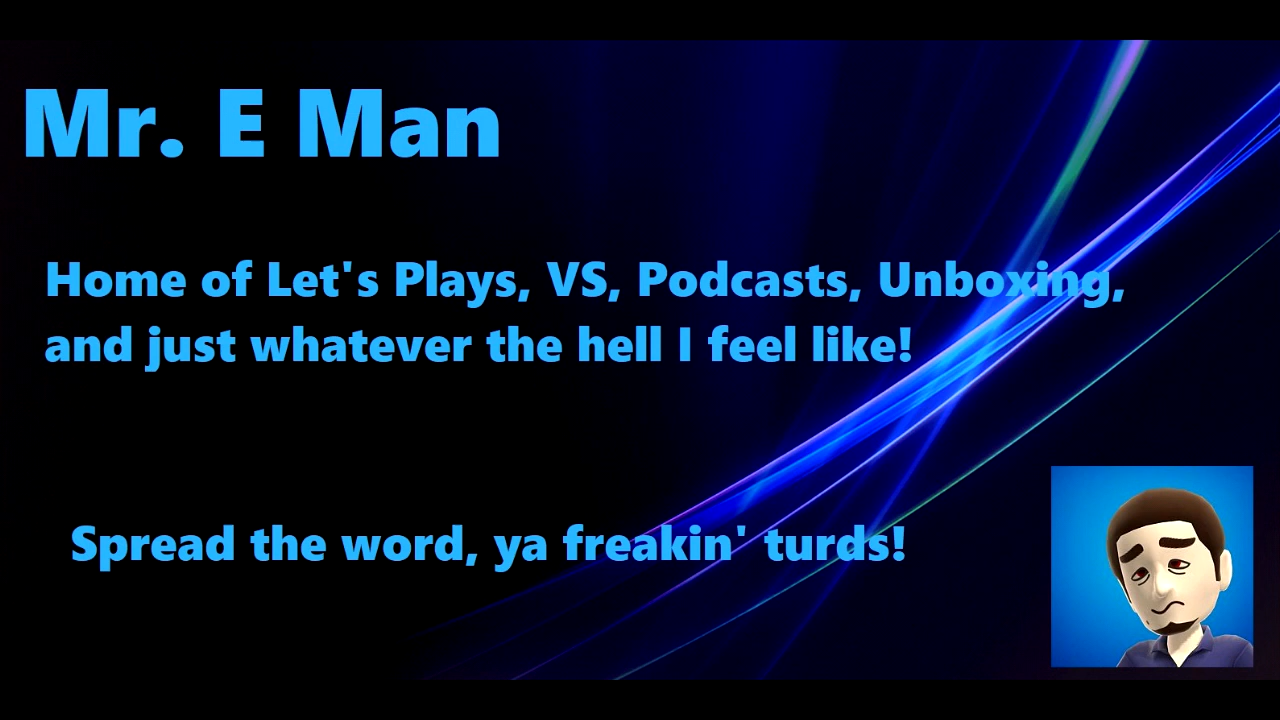 Mr. E Man
Home of Let's Plays, VS, Podcasts, Unboxing,
and just whatever the hell I feel like!
Spread the word, ya freakin' turds!